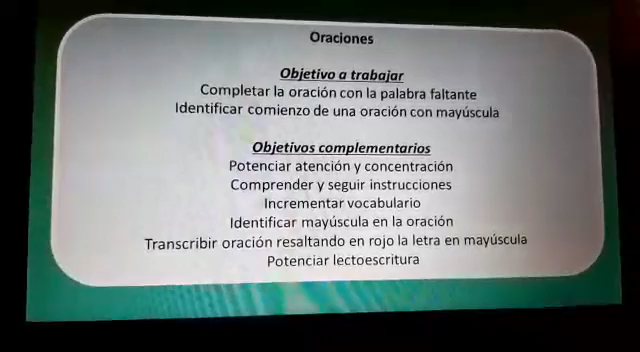 Oraciones
Objetivo a trabajar
Completar la oración con la palabra faltante
Identificar comienzo de una oración con mayúscula
Objetivos complementarios
Potenciar atención y concentración
Comprender y seguir instrucciones
Incrementar vocabulario
Identificar mayúscula en la oración
Transcribir oración resaltando en rojo la letra en mayúscula
Potenciar lectoescritura